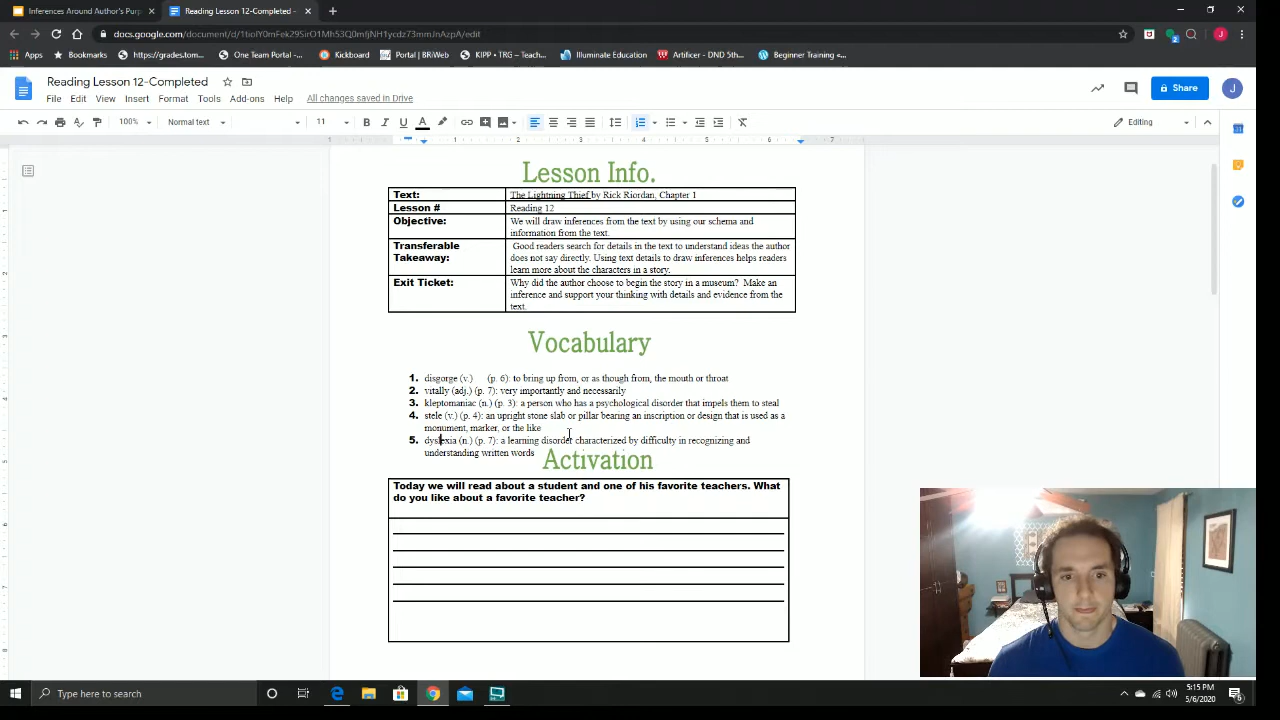 Inferences Around Author's Purp
Reading Lesson 12-Completed -
docs.google.com/document/d/1tioIY0mFek29SirO1Mh53Q0mIjNH1ycdz73mmJnAzpA/edit
Apps
Bookmarks
https://grades.tom...
One Team Portal -...
Kickboard
Portal | BRIWeb
KIPP • TRG – Teach...
Illuminate Education
Artificer - DND 5th...
Beginner Training <...
Reading Lesson 12-Completed
File Edit View Insert Format Tools Add-ons Help All changes saved in Drive
Share
J
100% Normal text 11 Editing
Lesson Info.
Text: The Lightning Thief by Rick Riordan, Chapter 1
Lesson # Reading 12
Objective: We will draw inferences from the text by using our schema and
information from the text.
Transferable Takeaway: Good readers search for details in the text to understand ideas the author
does not say directly. Using text details to draw inferences helps readers
learn more about the characters in a story.
Exit Ticket: Why did the author choose to begin the story in a museum? Make an
inference and support your thinking with details and evidence from the
text.
Vocabulary
1. disgorge (v.) (p. 6): to bring up from, or as though from, the mouth or throat
2. vitally (adj.) (p. 7): very importantly and necessarily
3. kleptomaniac (n.) (p. 3): a person who has a psychological disorder that impels them to steal
4. stele (v.) (p. 4): an upright stone slab or pillar bearing an inscription or design that is used as a
monument, marker, or the like
5. dyslexia (n.) (p. 7): a learning disorder characterized by difficulty in recognizing and
understanding written words
Activation
Today we will read about a student and one of his favorite teachers. What
do you like about a favorite teacher?
Type here to search
5:15 PM
5/6/2020